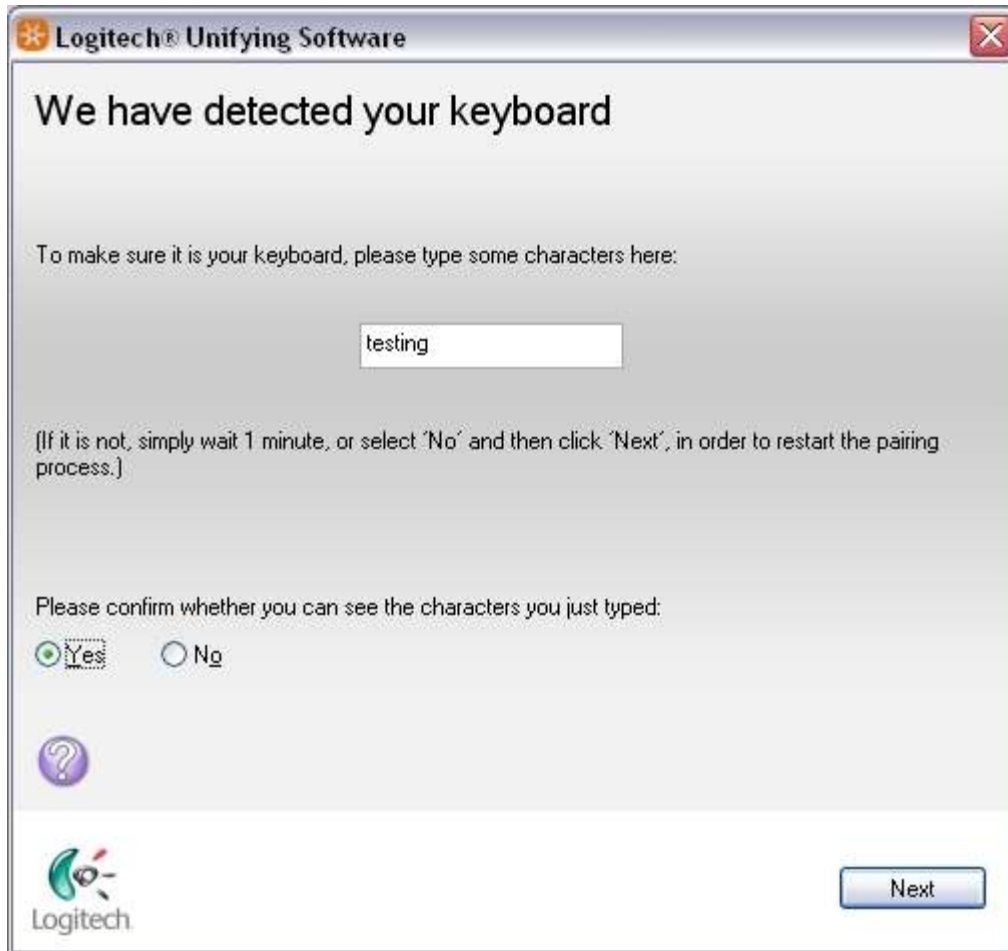 Logitech® Unifying Software
We have detected your keyboard
To make sure it is your keyboard, please type some characters here:
testing
(If it is not, simply wait 1 minute, or select ´No´ and then click ´Next´, in order to restart the pairing
process.)
Please confirm whether you can see the characters you just typed:
Yes No
?
Logitech
Next